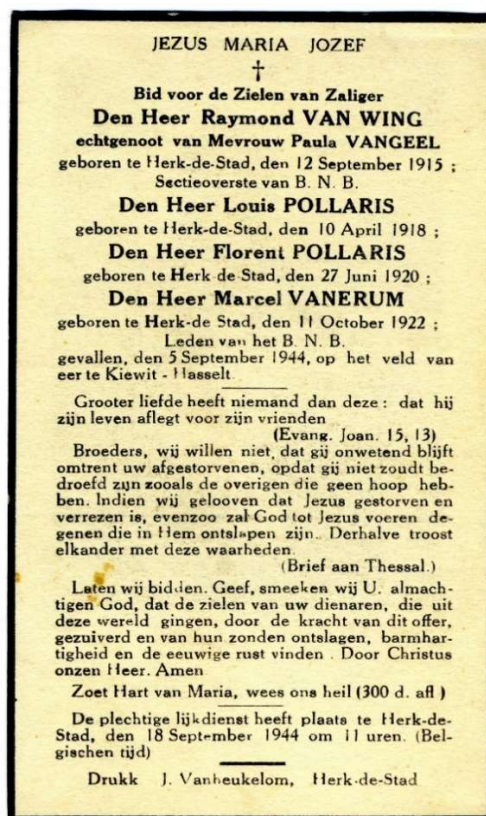 JEZUS MARIA JOZEF
Bid voor de Zielen van Zaliger
Den Heer Raymond VAN WING
echtgenoot van Mevrouw Paula VANGEEL
geboren te Herk-de-Stad, den 12 September 1915 ;
Sectieoverste van B. N. B.
Den Heer Louis POLLARIS
geboren te Herk-de-Stad, den 10 April 1918 ;
Den Heer Florent POLLARIS
geboren te Herk de Stad, den 27 Juni 1920 ;
Den Heer Marcel VANERUM
geboren te Herk-de Stad, den 11 October 1922 ;
Leden van het B. N. B.
gevallen, den 5 September 1944, op het veld van
eer te Kiewit - Hasselt
Grooter liefde heeft niemand dan deze : dat hij
zijn leven aflegt voor zijn vrienden
(Evang. Joan. 15, 13)
Broeders, wij willen niet, dat gij onwetend blijft
omtrent uw afgestorvenen, opdat gij niet zoudt be-
droefd zijn zooals de overigen die geen hoop heb-
ben. Indien wij gelooven dat Jezus gestorven en
verrezen is, evenzoo zal God tot Jezus voeren de-
genen die in Hem ontslapen zijn. Derhalve troost
elkander met deze waarheden.
(Brief aan Thessal.)
Laten wij bidden. Geef, smeeken wij U. almach-
tigen God, dat de zielen van uw dienaren, die uit
deze wereld gingen, door de kracht van dit offer,
gezuiverd en van hun zonden ontslagen, barmhar-
tigheid en de eeuwige rust vinden . Door Christus
onzen Heer. Amen
Zoet Hart van Maria, wees ons heil (300 d. afl )
De plechtige lijkdienst heeft plaats te Herk-de-
Stad, den 18 September 1944 om 11 uren. (Bel-
gischen tijd)
Drukk J. Vanheukelom, Herk-de-Stad